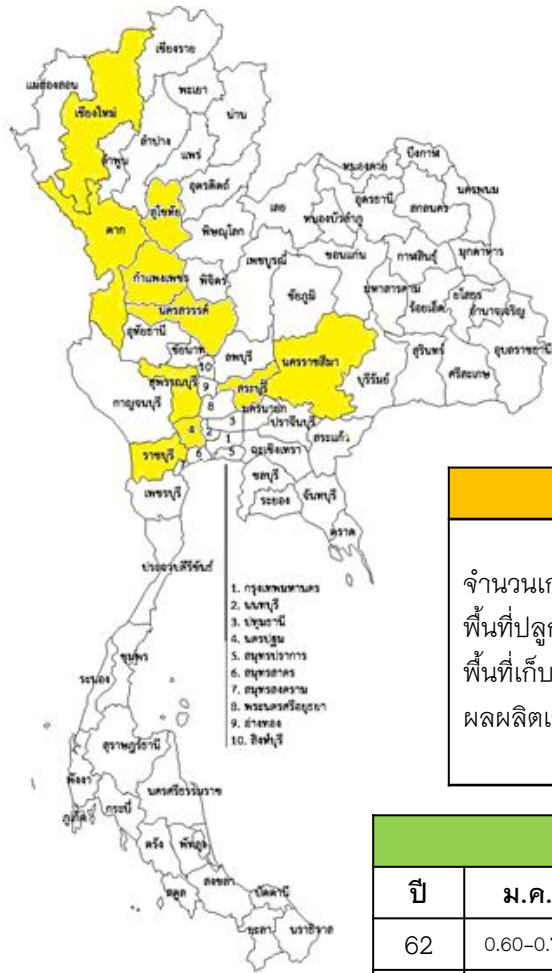 เชียงราย
แม่ฮ่องสอน
เชียงใหม่
พะเยา
น่าน
ลำปาง
ลำพูน
แพร่
อุตรดิตถ์
สุโขทัย
ตาก
พิษณุโลก
กำแพงเพชร
พิจิตร
เพชรบูรณ์
นครสวรรค์
อุทัยธานี
ชัยนาท
ลพบุรี
เลย
หนองคาย
บึงกาฬ
นครพนม
อุดรธานี
สกลนคร
หนองบัวลำภู
ขอนแก่น
กาฬสินธุ์
มุกดาหาร
ชัยภูมิ
มหาสารคาม
ร้อยเอ็ด
ยโสธร
อำนาจเจริญ
นครราชสีมา
บุรีรัมย์
สุรินทร์
ศรีสะเกษ
อุบลราชธานี
10
สุพรรณบุรี
9
สระบุรี
กาญจนบุรี
8
นครนายก
3
ปราจีนบุรี
4
2
1
สระแก้ว
ฉะเชิงเทรา
ราชบุรี
6
5
ชลบุรี
เพชรบุรี
ระยอง
จันทบุรี
ตราด
ประจวบคีรีขันธ์
1. กรุงเทพมหานคร
2. นนทบุรี
3. ปทุมธานี
4. นครปฐม
5. สมุทรปราการ
6. สมุทรสาคร
7. สมุทรสงคราม
8. พระนครศรีอยุธยา
9. อ่างทอง
10. สิงห์บุรี
ชุมพร
ระนอง
สุราษฎร์ธานี
พังงา
นครศรีธรรมราช
กระบี่
ภูเก็ต
ตรัง
พัทลุง
สตูล
สงขลา
ปัตตานี
ยะลา
นราธิวาส
จำนวนเก
พื้นที่ปลูก
พื้นที่เก็บ
ผลผลิตเ
ปี
ม.ค.
62
0.60-0.